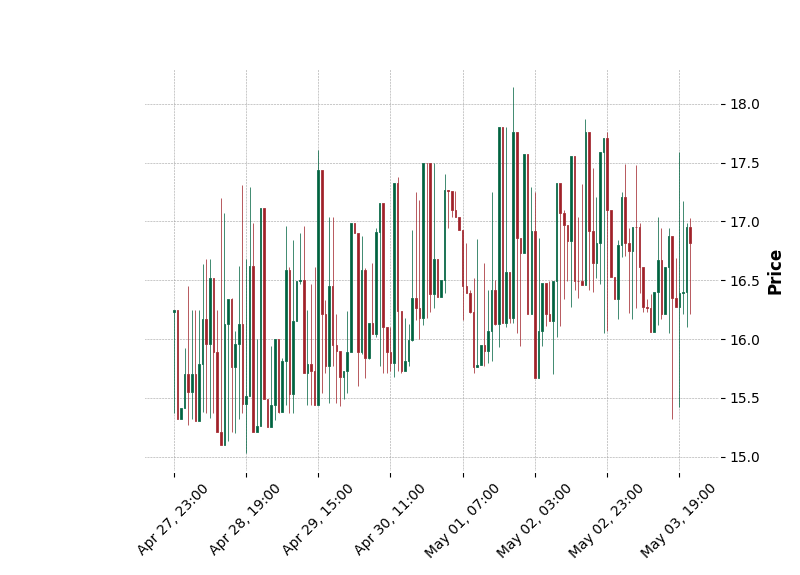 18.0
17.5
17.0
16.5
16.0
15.5
15.0
Price
Apr 27, 23:00
Apr 28, 19:00
Apr 29, 15:00
Apr 30, 11:00
May 01, 07:00
May 02, 03:00
May 02, 23:00
May 03, 19:00